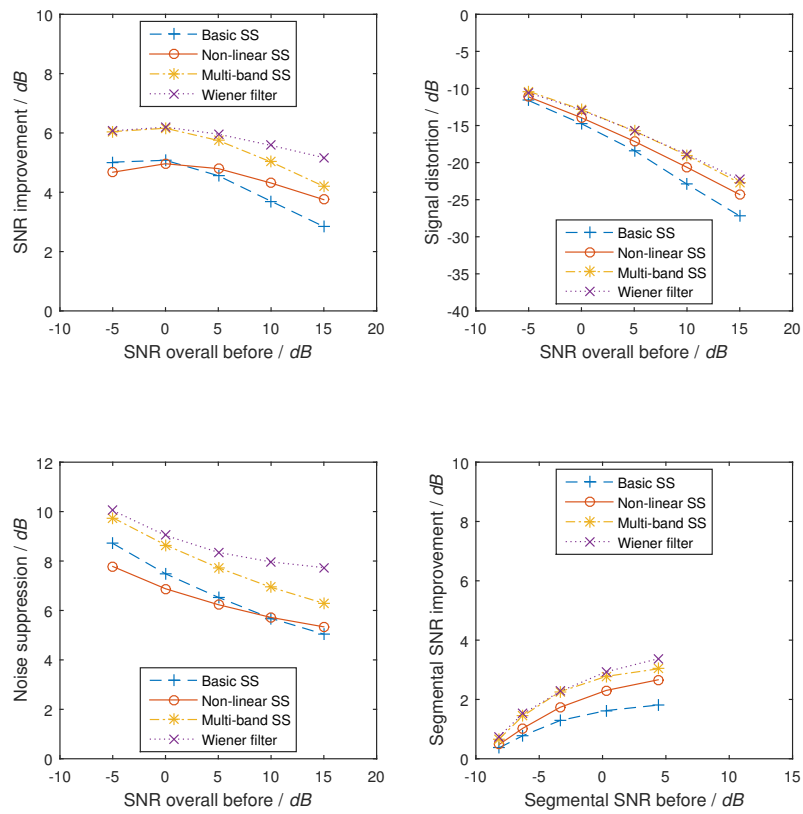 10
8
6
4
2
0
SNR improvement / dB
Basic SS
Non-linear SS
Multi-band SS
Wiener filter
-10 -5 0 5 10 15 20
SNR overall before / dB
-0
-5
-10
-15
-20
-25
-30
-35
-40
Signal distortion / dB
Basic SS
Non-linear SS
Multi-band SS
Wiener filter
-10 -5 0 5 10 15 20
SNR overall before / dB
12
10
8
6
4
2
0
Noise suppression / dB
Basic SS
Non-linear SS
Multi-band SS
Wiener filter
-10 -5 0 5 10 15 20
SNR overall before / dB
10
8
6
4
2
0
Segmental SNR improvement / dB
Basic SS
Non-linear SS
Multi-band SS
Wiener filter
-10 -5 0 5 10 15
Segmental SNR before / dB